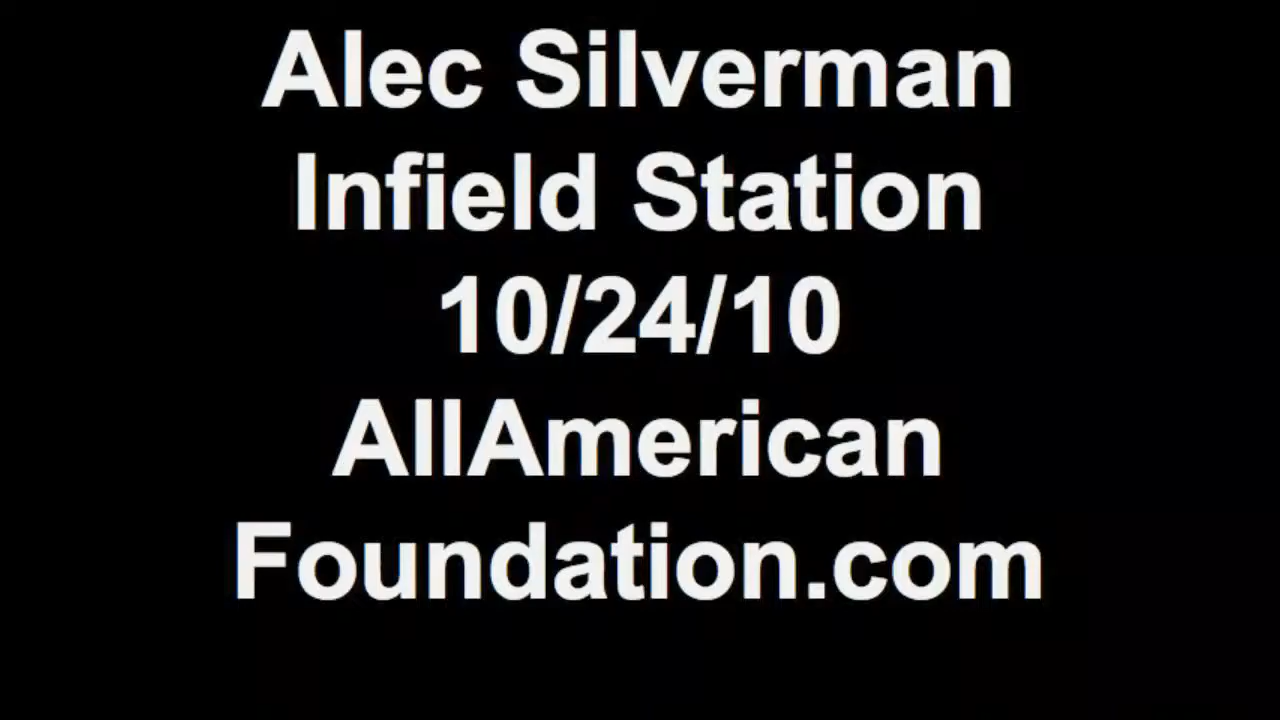 Alec Silverman
Infield Station
10/24/10
AllAmerican
Foundation.com